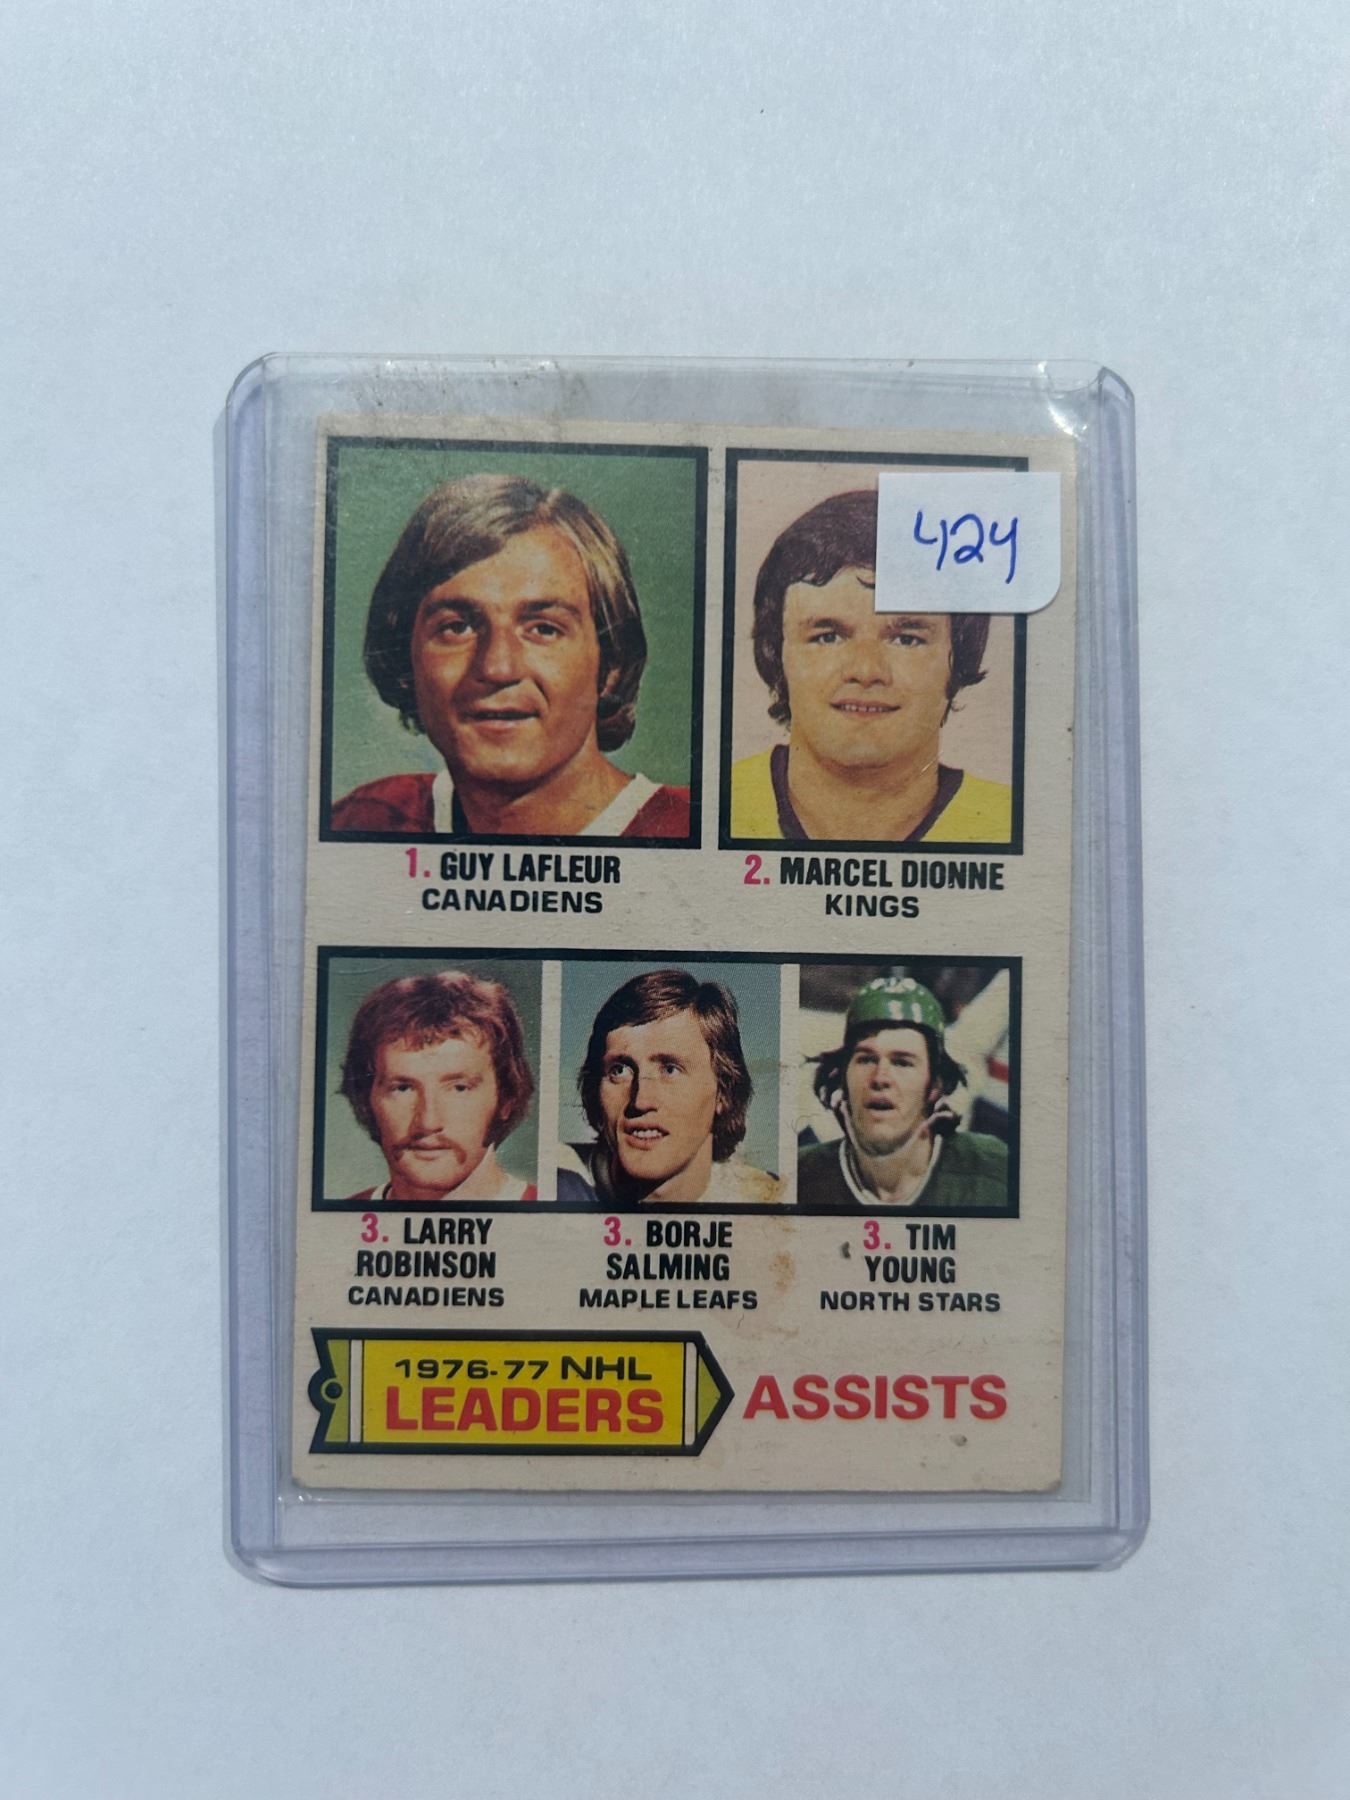 424
1. GUY LAFLEUR
CANADIENS
2. MARCEL DIONNE
KINGS
3. LARRY
ROBINSON
CANADIENS
3. BORJE
SALMING
MAPLE LEAFS
3. TIM
YOUNG
NORTH STARS
1976-77 NHL
LEADERS
ASSISTS